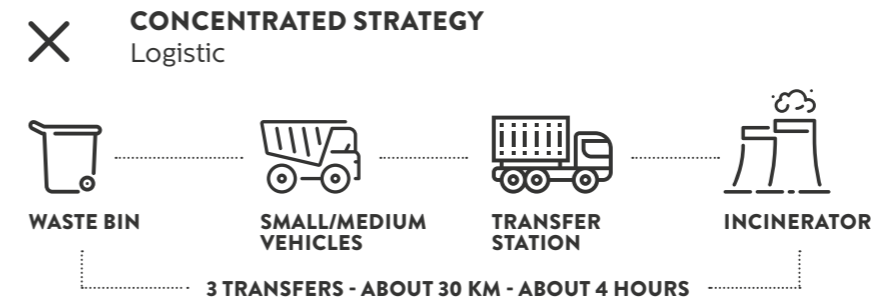 CONCENTRATED STRATEGY
Logistic
WASTE BIN
SMALL/MEDIUM
VEHICLES
TRANSFER
STATION
INCINERATOR
3 TRANSFERS - ABOUT 30 KM - ABOUT 4 HOURS